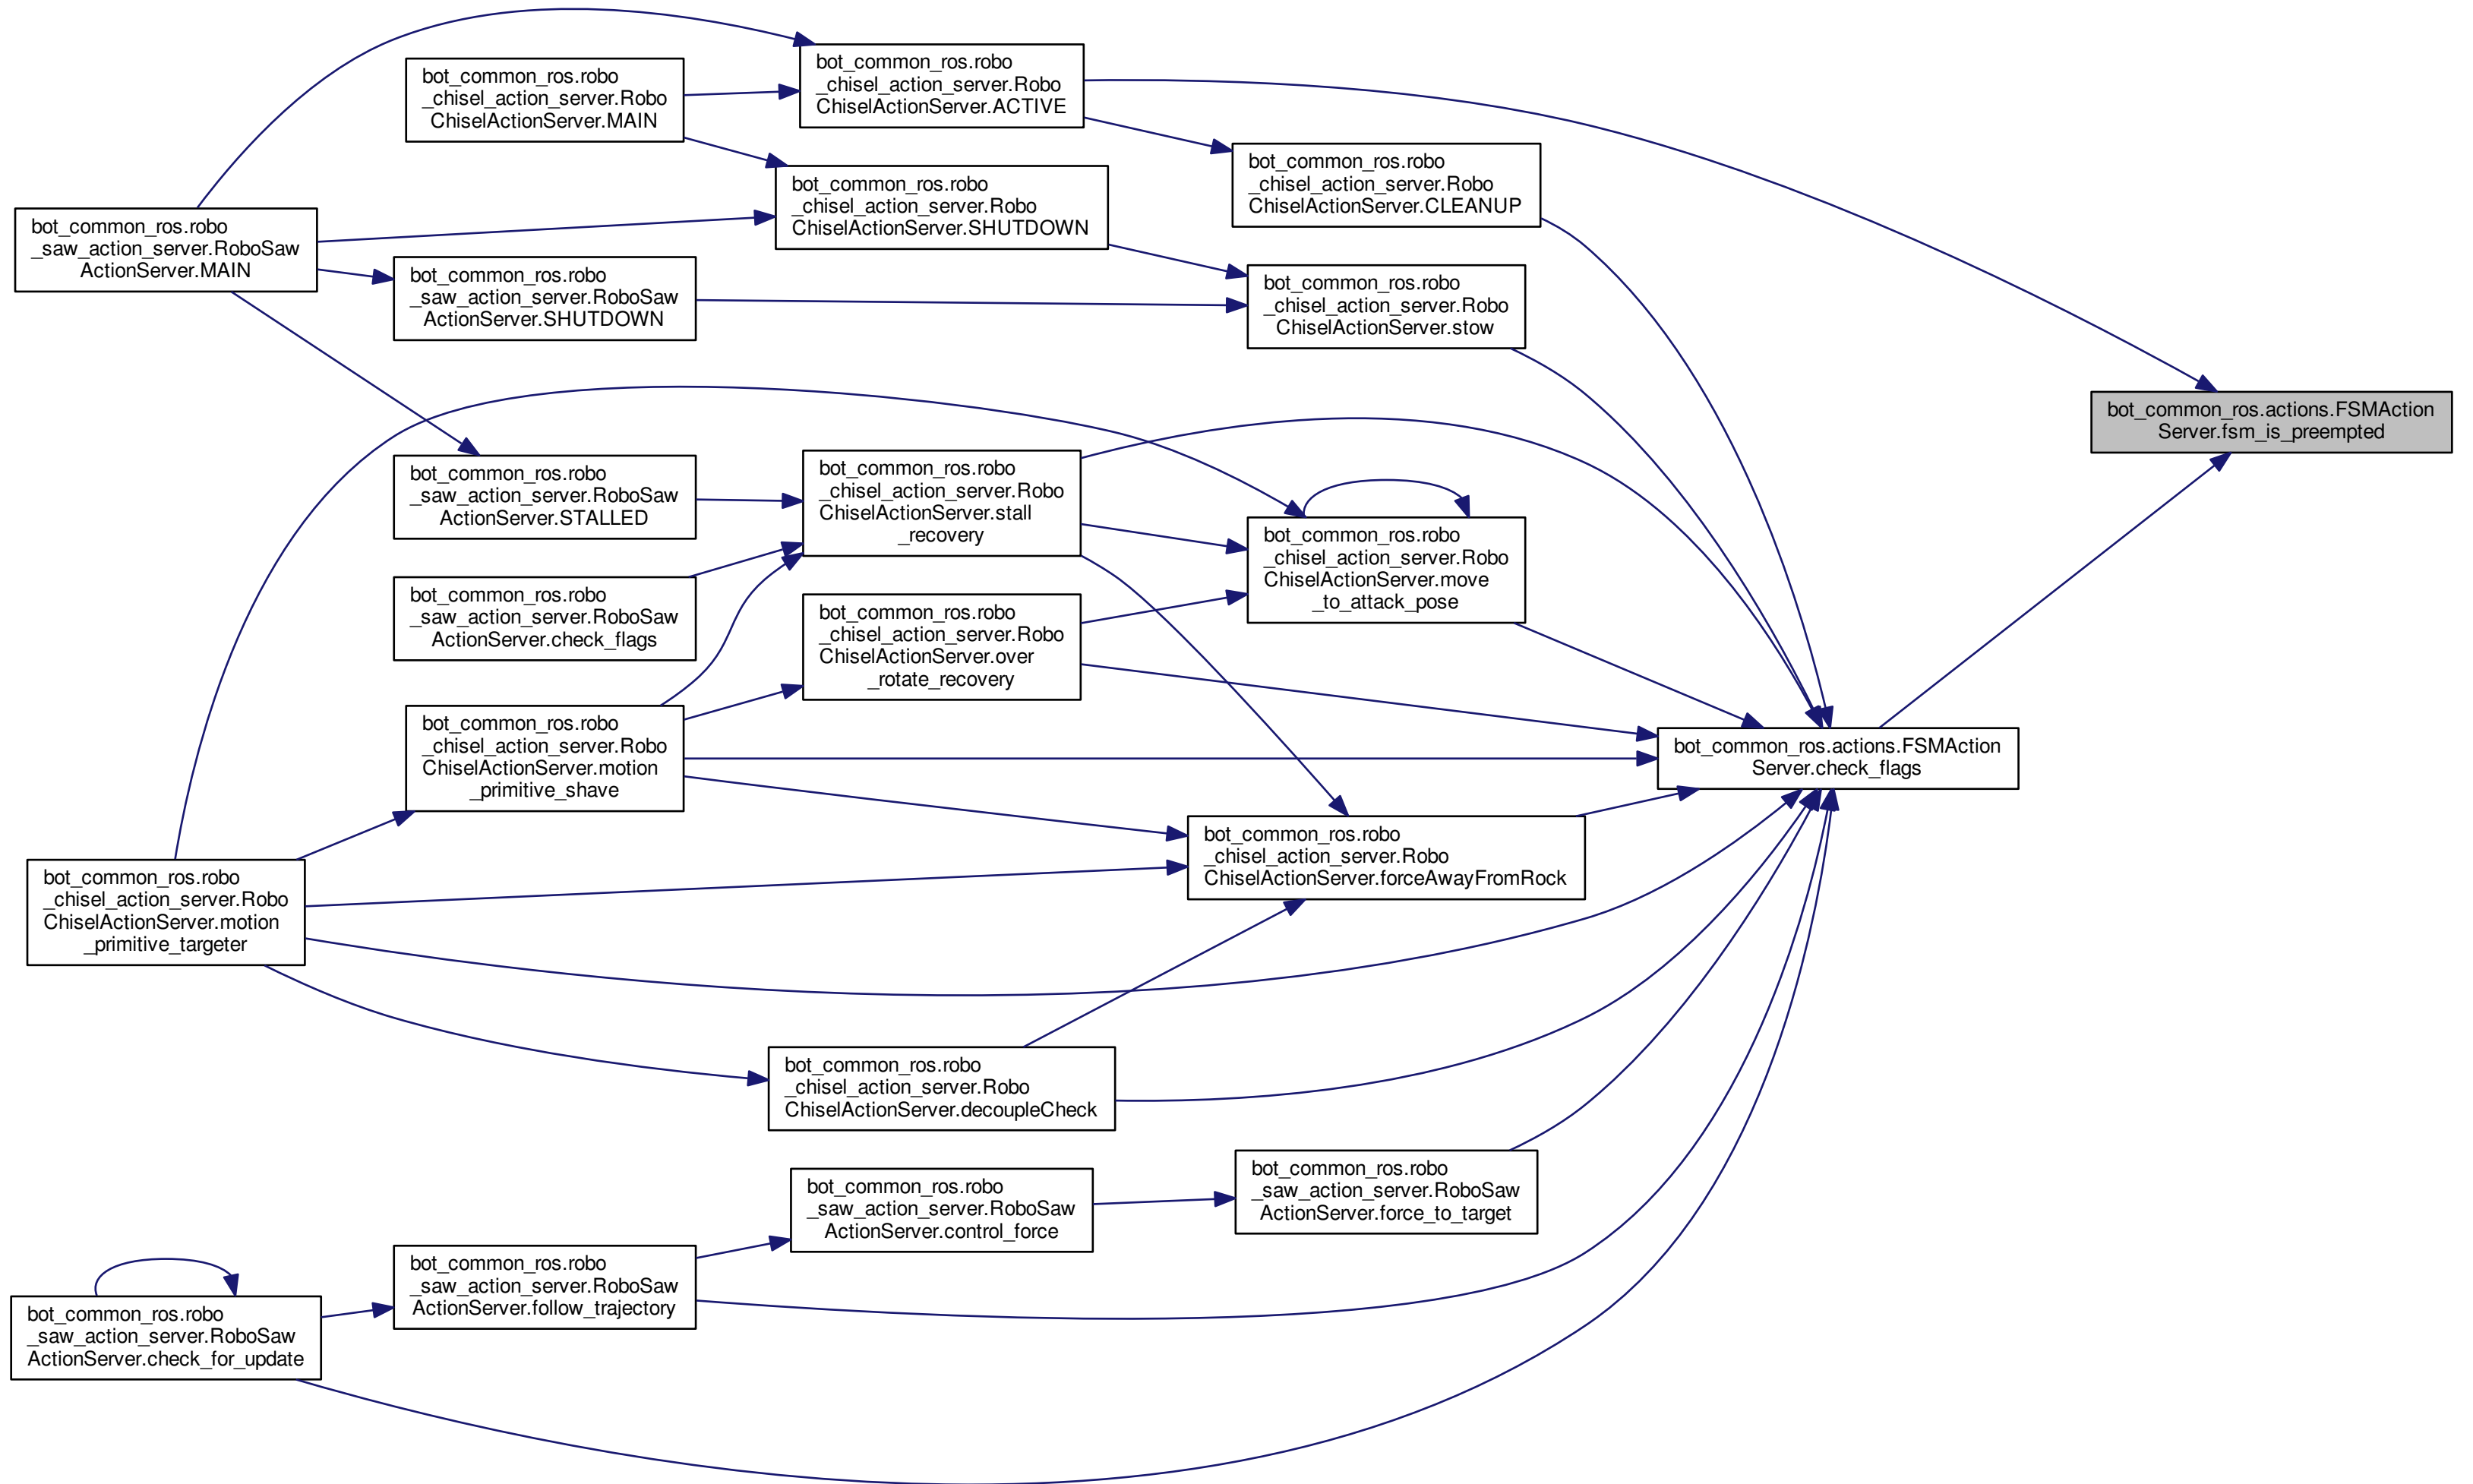 bot_common_ros.robo
_chisel_action_server.Robo
ChiselActionServer.ACTIVE
bot_common_ros.robo
_chisel_action_server.Robo
ChiselActionServer.MAIN
bot_common_ros.robo
_chisel_action_server.Robo
ChiselActionServer.CLEANUP
bot_common_ros.robo
_chisel_action_server.Robo
ChiselActionServer.SHUTDOWN
bot_common_ros.robo
_saw_action_server.RoboSaw
ActionServer.MAIN
bot_common_ros.robo
_saw_action_server.RoboSaw
ActionServer.SHUTDOWN
bot_common_ros.robo
_chisel_action_server.Robo
ChiselActionServer.stow
bot_common_ros.actions.FSMAction
Server.fsm_is_preempted
bot_common_ros.robo
_saw_action_server.RoboSaw
ActionServer.STALLED
bot_common_ros.robo
_chisel_action_server.Robo
ChiselActionServer.stall
_recovery
bot_common_ros.robo
_chisel_action_server.Robo
ChiselActionServer.move
_to_attack_pose
bot_common_ros.robo
_saw_action_server.RoboSaw
ActionServer.check_flags
bot_common_ros.robo
_chisel_action_server.Robo
ChiselActionServer.over
_rotate_recovery
bot_common_ros.robo
_chisel_action_server.Robo
ChiselActionServer.motion
_primitive_shave
bot_common_ros.actions.FSMAction
Server.check_flags
bot_common_ros.robo
_chisel_action_server.Robo
ChiselActionServer.forceAwayFromRock
bot_common_ros.robo
_chisel_action_server.Robo
ChiselActionServer.motion
_primitive_targeter
bot_common_ros.robo
_chisel_action_server.Robo
ChiselActionServer.decoupleCheck
bot_common_ros.robo
_saw_action_server.RoboSaw
ActionServer.force_to_target
bot_common_ros.robo
_saw_action_server.RoboSaw
ActionServer.control_force
bot_common_ros.robo
_saw_action_server.RoboSaw
ActionServer.follow_trajectory
bot_common_ros.robo
_saw_action_server.RoboSaw
ActionServer.check_for_update